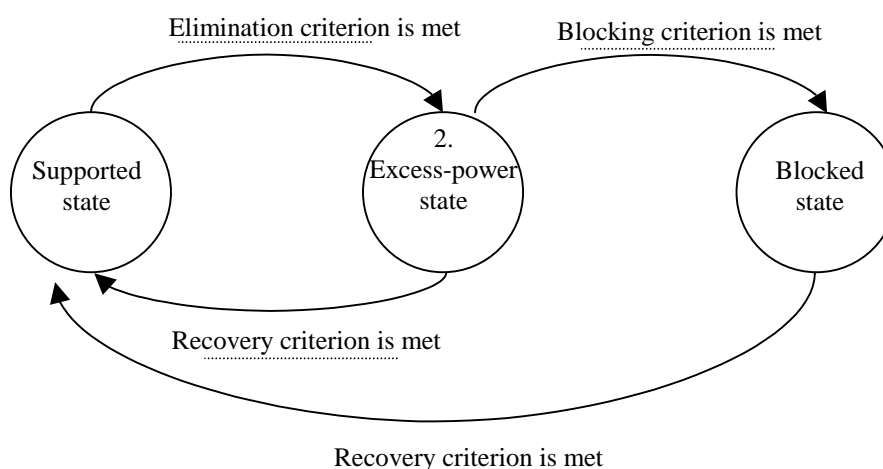 Elimination criterion is met
Blocking criterion is met
Supported
state
2.
Excess-power
state
Blocked
state
Recovery criterion is met
Recovery criterion is met